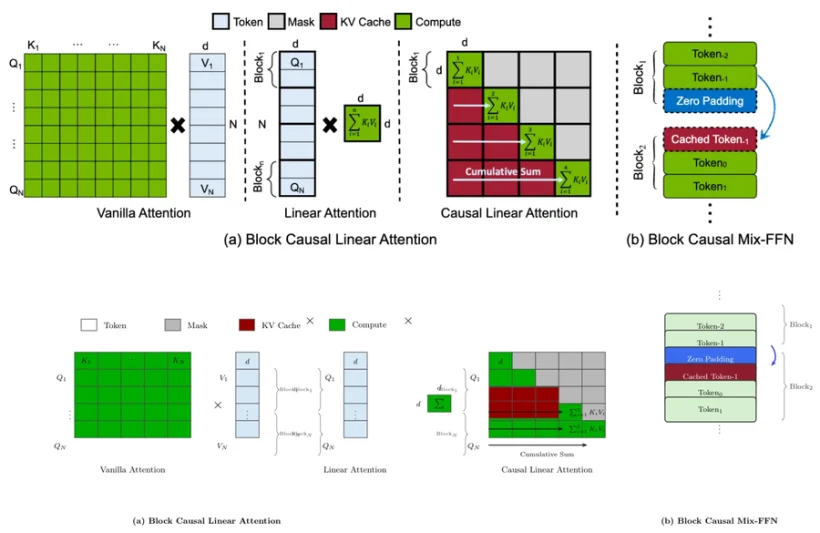 Token Mask KV Cache Compute
K1 ... ... KN d
Q1
⋮
⋮
QN
V1
VN
N
Vanilla Attention
d
Block1
N
Blockn
Q1
QN
d
d
Linear Attention
d
Block1
d
Cumulative Sum
Causal Linear Attention
(a) Block Causal Linear Attention
Block1
Token-2
Token-1
Zero Padding
Block2
Cached Token-1
Token0
Token1
(b) Block Causal Mix-FFN
Token Mask KV Cache × Compute ×
K1 KN
Q1
⋮
QN
Vanilla Attention
×
d
V1
⋮
VN
d
Q1
⋮
QN
Linear Attention
d
∑
d
Q1
BlockN
QN
Cumulative Sum
Causal Linear Attention
(a) Block Causal Linear Attention
Token-2
Token-1
Zero Padding
Cached Token-1
Token0
Token1
Block1
Block2
(b) Block Causal Mix-FFN